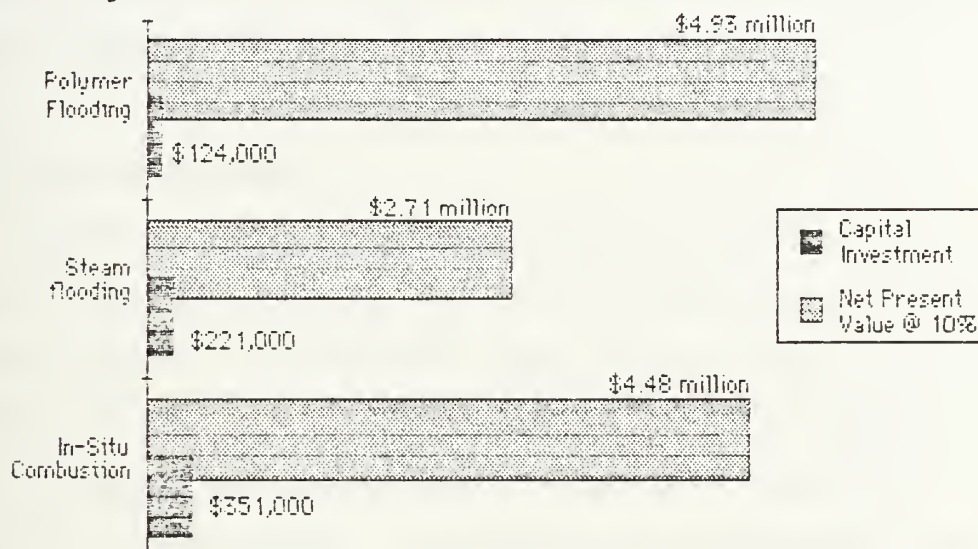 $4.93 million
Polymer
Flooding
$124,000
$2.71 million
Steam
flooding
$221,000
Capital
Investment
Net Present
Value @ 10%
$4.48 million
In-Situ
Combustion
$351,000